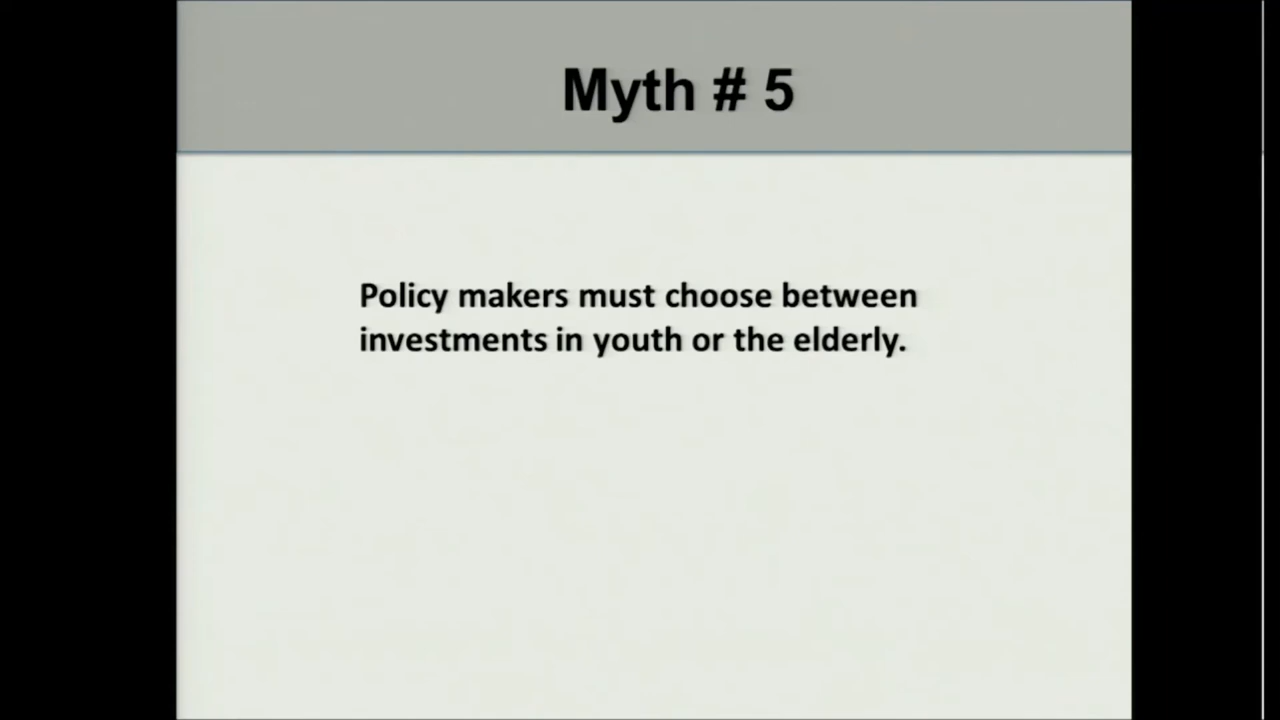 Myth # 5
Policy makers must choose between
investments in youth or the elderly.